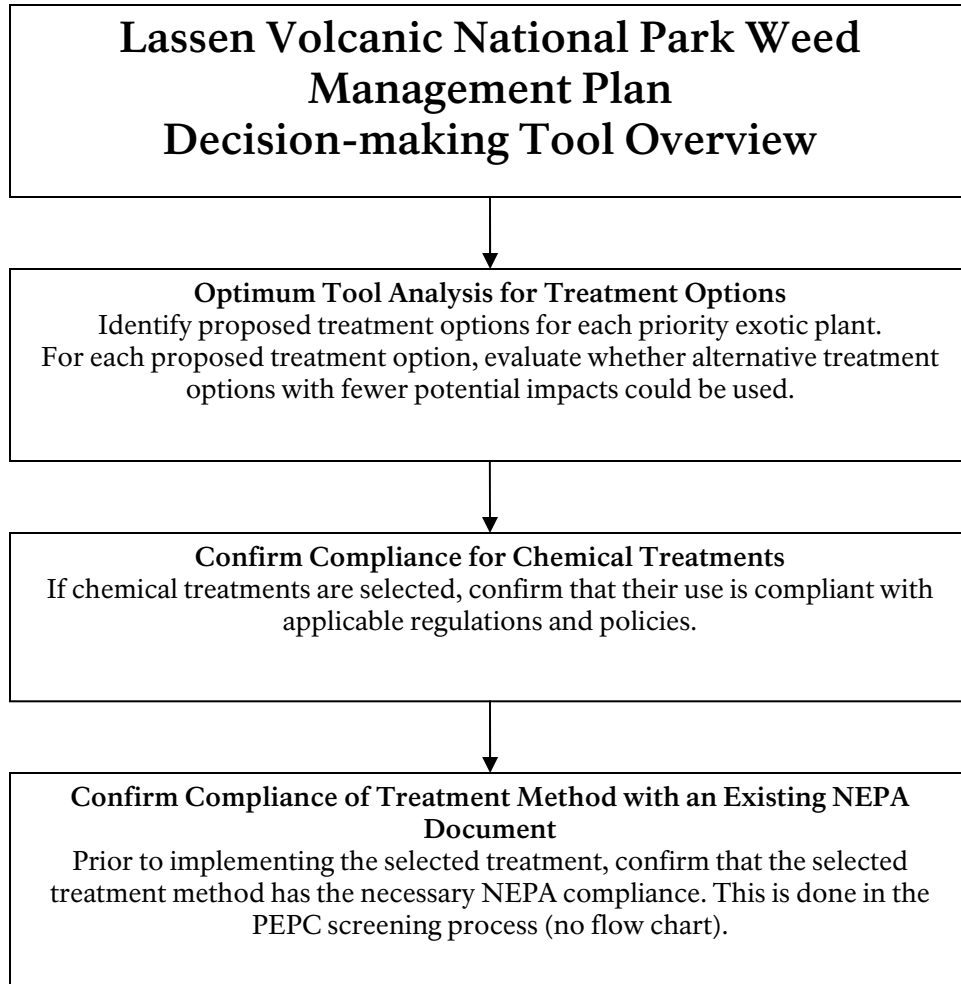 Lassen Volcanic National Park Weed
Management Plan
Decision-making Tool Overview
Optimum Tool Analysis for Treatment Options
Identify proposed treatment options for each priority exotic plant.
For each proposed treatment option, evaluate whether alternative treatment
options with fewer potential impacts could be used.
Confirm Compliance for Chemical Treatments
If chemical treatments are selected, confirm that their use is compliant with
applicable regulations and policies.
Confirm Compliance of Treatment Method with an Existing NEPA
Document
Prior to implementing the selected treatment, confirm that the selected
treatment method has the necessary NEPA compliance. This is done in the
PEPC screening process (no flow chart).